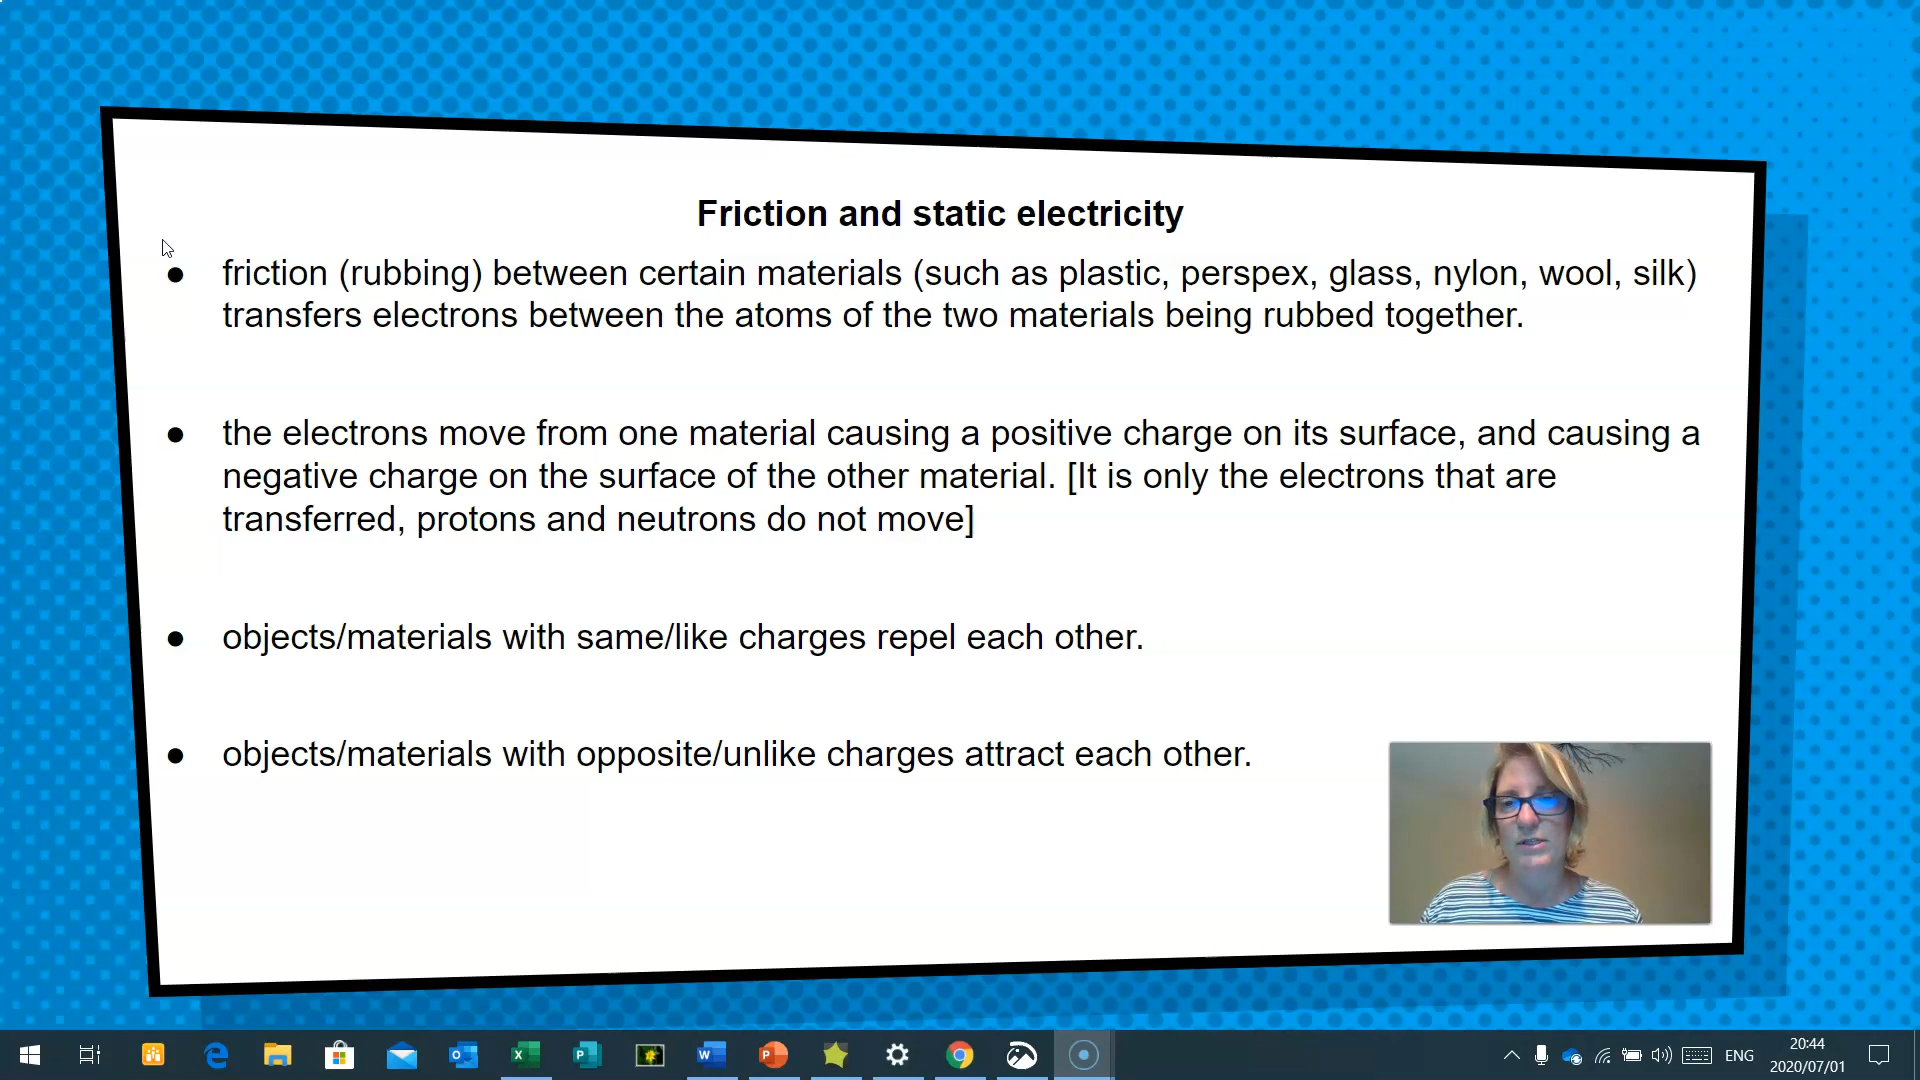 Friction and static electricity
● friction (rubbing) between certain materials (such as plastic, perspex, glass, nylon, wool, silk)
transfers electrons between the atoms of the two materials being rubbed together.
● the electrons move from one material causing a positive charge on its surface, and causing a
negative charge on the surface of the other material. [It is only the electrons that are
transferred, protons and neutrons do not move]
● objects/materials with same/like charges repel each other.
● objects/materials with opposite/unlike charges attract each other.
ENG
20:44
2020/07/01